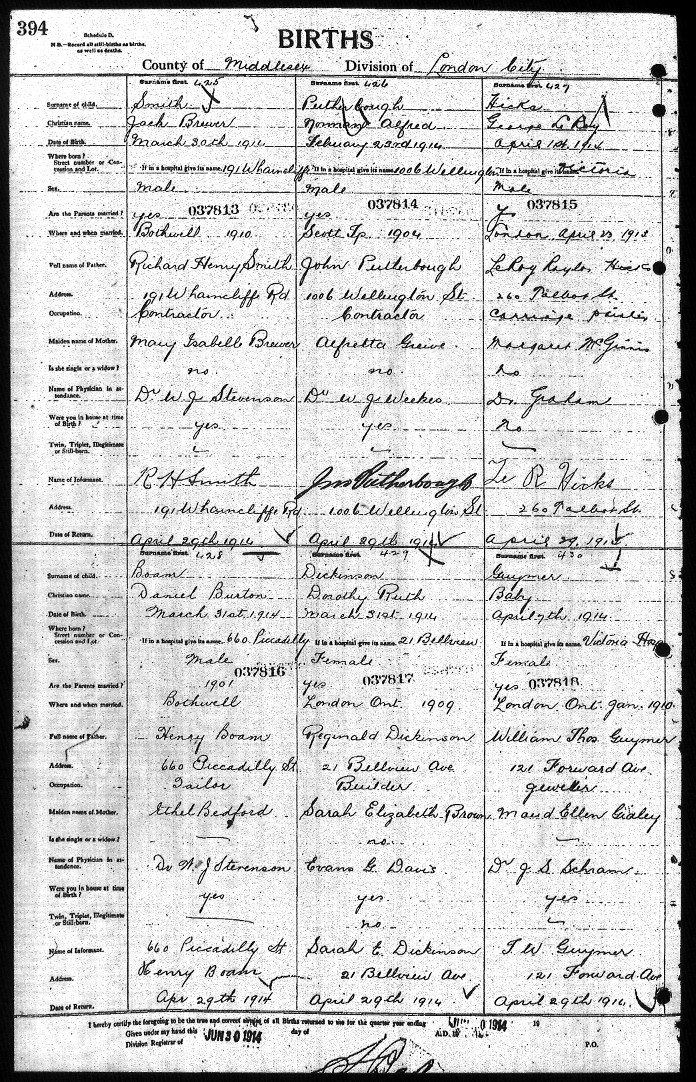 394
Schedule D.
N B.—Record all still-births as births, as well as deaths.
BIRTHS
County of Middlesex Division of London City
Surname first. 425 Surname first. 426 Surname first. 427
Surname of child. Smith Putherbough Hicks
Christian name. Jack Brewer Norman Alfred George Le Roy
Date of Birth. March 30th 1914 Febuary 23rd 1914 April 1st 1914
Where born?
Street number or Concession and Lot. If in a hospital give its name. 191 Wharncliffe If in a hospital give its name. 1006 Wellington If in a hospital give its name. Victoria
Sex. Male Male Male
Are the Parents married? yes 037813 yes 037814 y 037815
Where and when married. Bothwell 1910 Scott Tp 1904 London April 23 1913
Full name of Father. Richard Henry Smith John Putherbough LeRoy Hicks
Address. 191 Wharncliffe Rd 1006 Wellington St 260 Talbot St
Occupation. Contractor Contractor Carriage
Maiden name of Mother. Mary Isabelle Brewer Alfretta Greive Margaret McGinnis
Is she single or a widow? no. no. no
Name of Physician in attendance. Dr W J Stevenson Dr W J Weekes Dr. Graham
Were you in house at time of Birth? yes. yes. no
Twin, Triplet, Illegitimate or Still-born.
Name of Informant. R H Smith Jno Putherbough Le R Hicks
Address. 191 Wharncliffe Rd 1006 Wellington St 260 Talbot St.
Date of Return. April 29th 1914 April 29th 1914 April 29. 1914
Surname first. 428 Surname first. 429 Surname first. 430
Surname of child. Boam Dickinson Guymer
Christian name. Daniel Burton Dorothy Ruth Baby
Date of Birth. March 31st 1914 March 31st 1914 April 7th 1914
Where born?
Street number or Concession and Lot. If in a hospital give its name. 660 Piccadilly If in a hospital give its name. 21 Bellview If in a hospital give its name. Victoria Hosp
Sex. Male Female Female
Are the Parents married? 1901 037816 yes 037817 yes 037818
Where and when married. Bothwell London Ont. 1909 London Ont. Jan. 1910
Full name of Father. Henry Boam Reginald Dickinson William Thos. Guymer
Address. 660 Piccadilly St 21 Bellview Ave 121 Forward Ave
Occupation. Tailor Builder Jeweller
Maiden name of Mother. Ethel Bedford Sarah Elizabeth Brown Maud Ellen Gidley
Is she single or a widow? no.
Name of Physician in attendance. Dr W. J Stevenson Evans G. Davis Dr J S Schram
Were you in house at time of Birth? yes yes yes
Twin, Triplet, Illegitimate or Still-born. no
Name of Informant. 660 Piccadilly St Sarah E. Dickinson T. W. Guymer
Address. Henry Boam 21 Bellview Ave 121 Forward Ave
Date of Return. Apr 29th 1914 April 29th 1914 April 29th 1914
I hereby certify the foregoing to be the true and correct of all Births returned to me for the quarter year ending 1914 19
Given under my hand this JUN 30 1914 day of A.D. 19
Division Registrar of P.O.